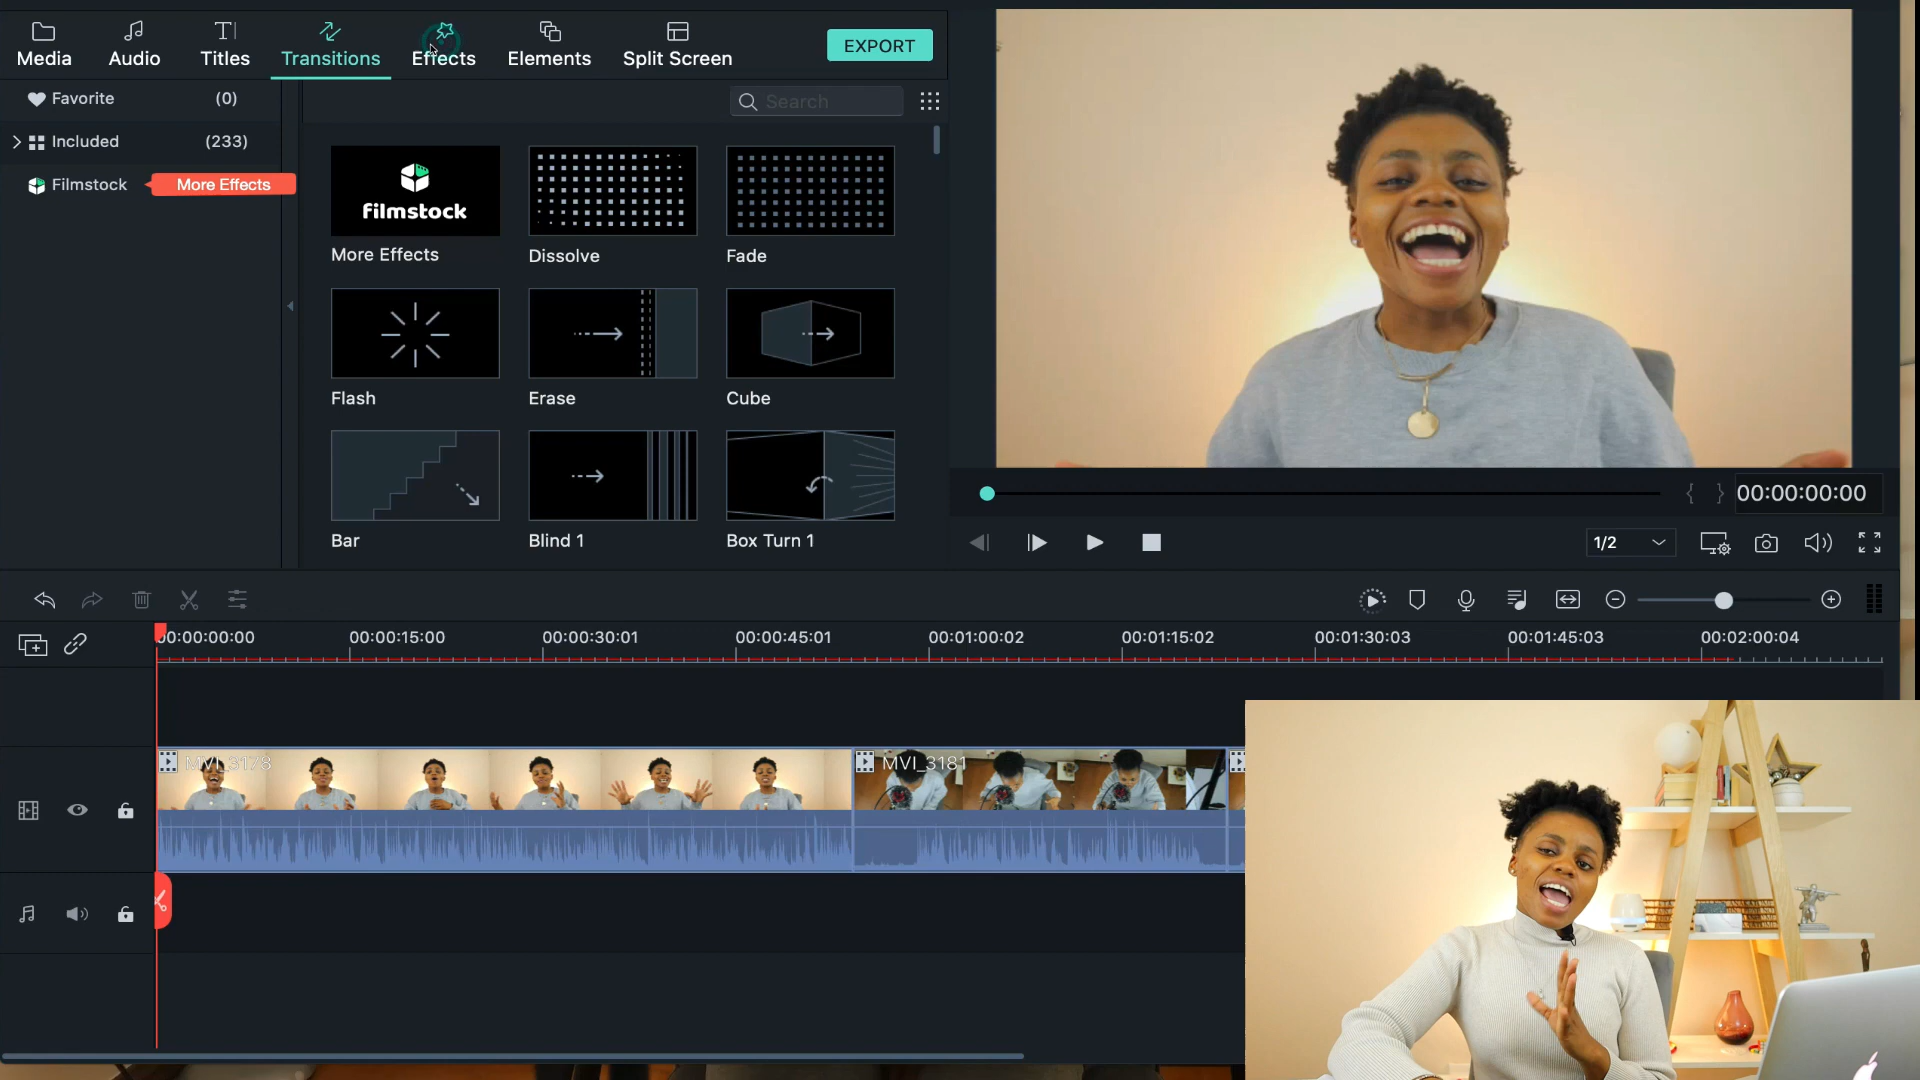 Media
Audio
Titles
Transitions
Effects
Elements
Split Screen
EXPORT
Favorite (0)
Included (233)
Filmstock
More Effects
Search
filmstock
More Effects
Dissolve
Fade
Flash
Erase
Cube
Bar
Blind 1
Box Turn 1
{ } 00:00:00:00
1/2
00:00:00:00
00:00:15:00
00:00:30:01
00:00:45:01
00:01:00:02
00:01:15:02
00:01:30:03
00:01:45:03
00:02:00:04
MVI_3178
MVI_3181